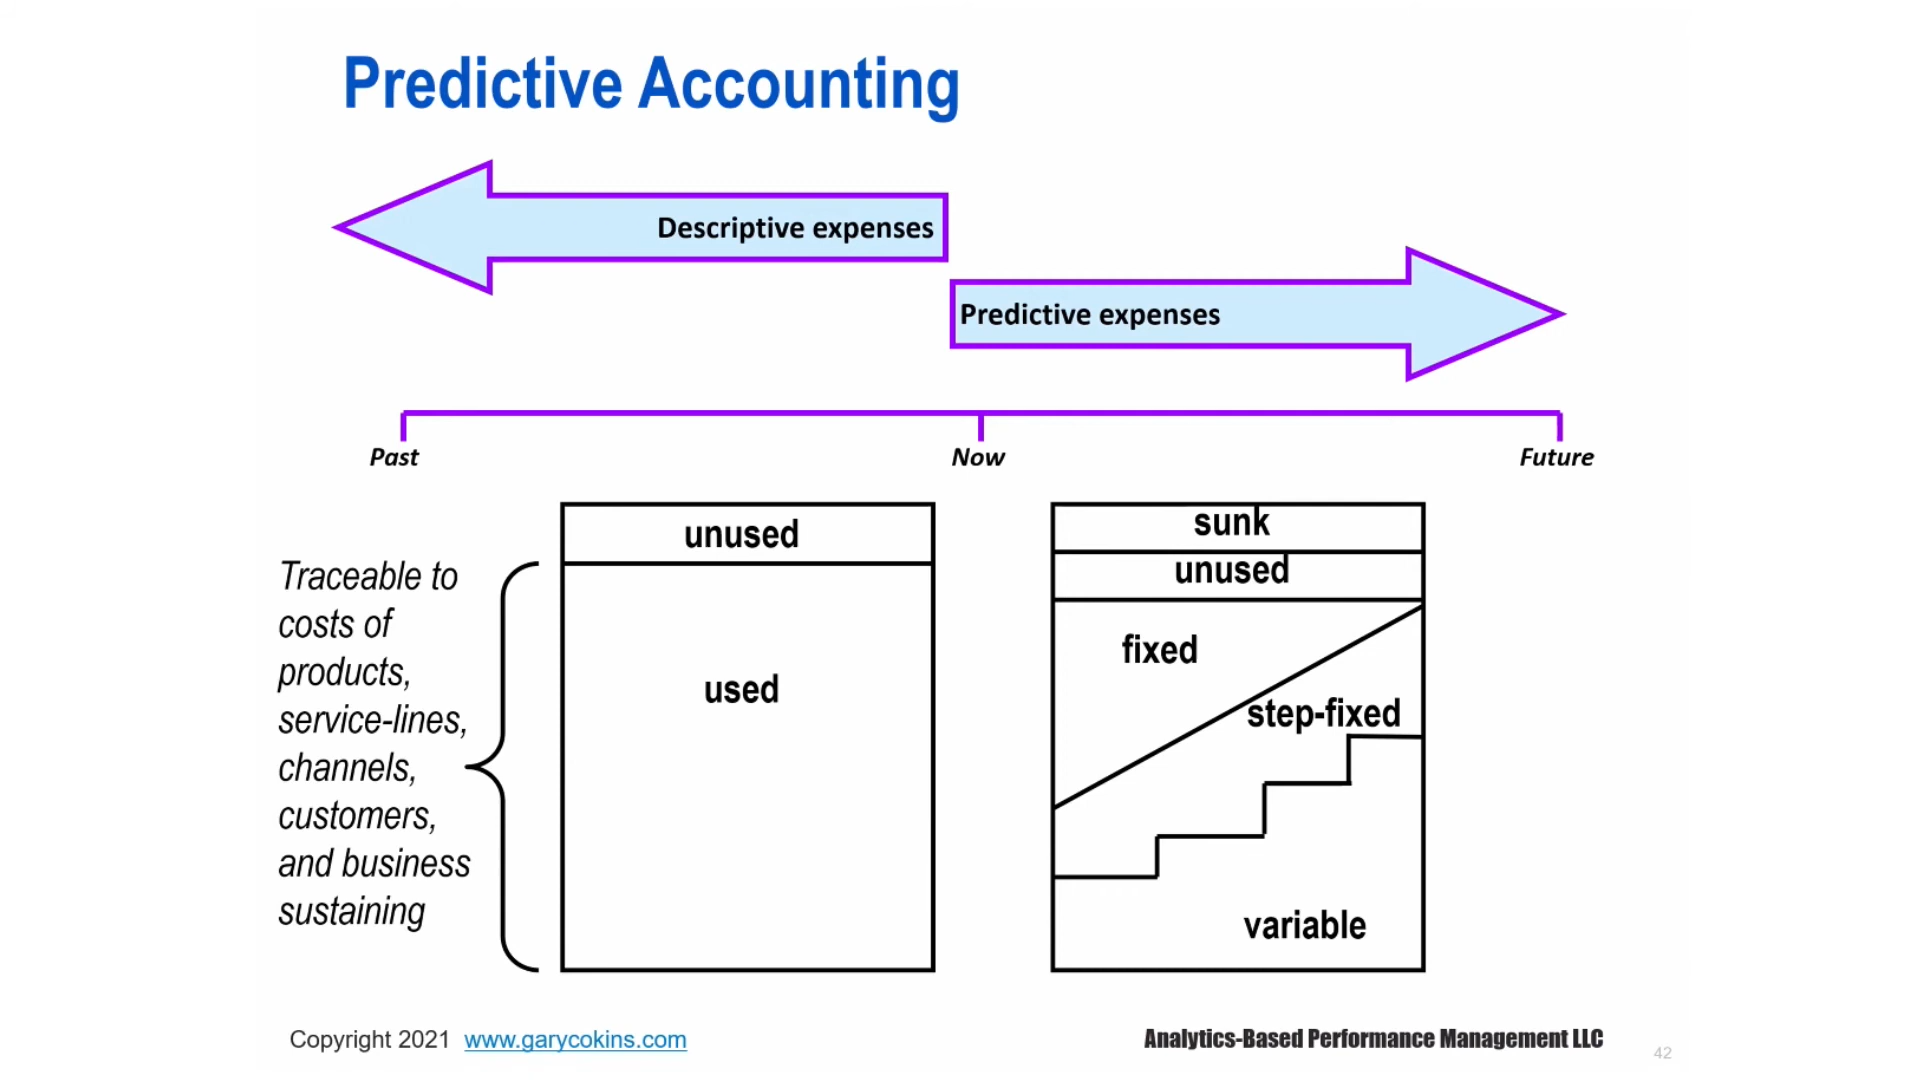 Predictive Accounting
Descriptive expenses
Predictive expenses
Past
Now
Future
Traceable to
costs of
products,
service-lines,
channels,
customers,
and business
sustaining
unused
used
sunk
unused
fixed
step-fixed
variable
Copyright 2021 www.garycokins.com
Analytics-Based Performance Management LLC
42